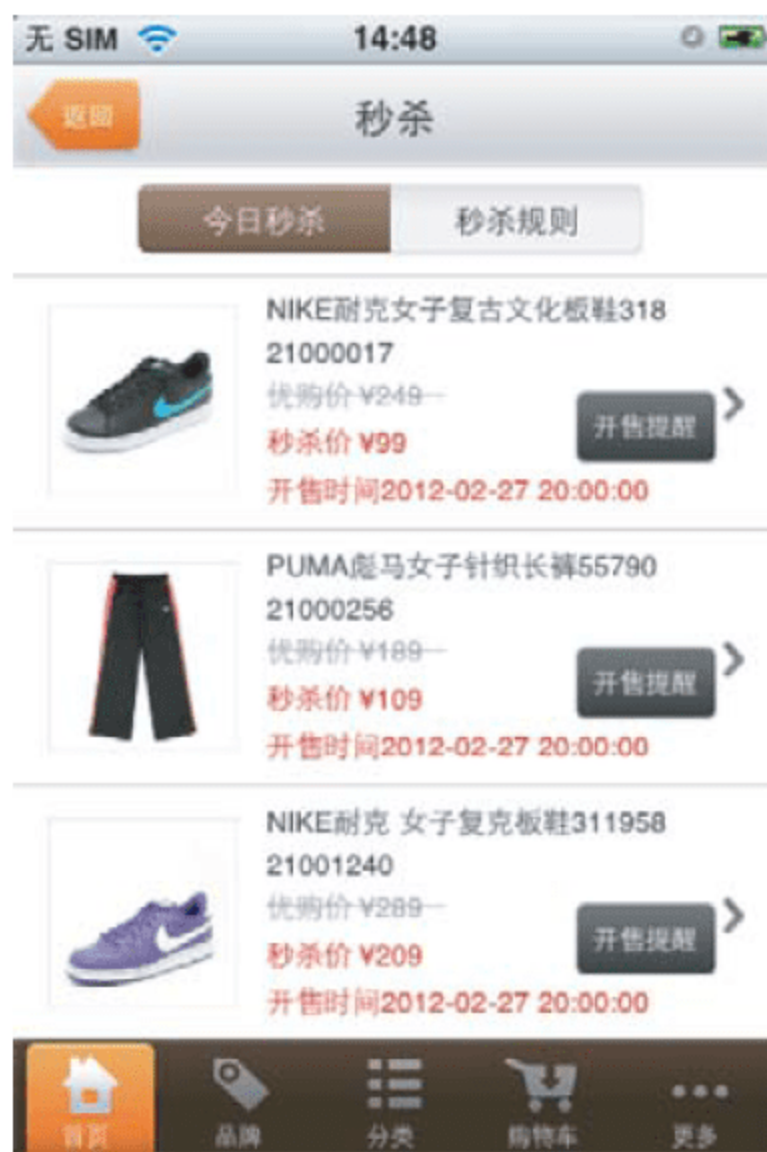 无 SIM 14:48
返回
秒杀
今日秒杀 秒杀规则
NIKE耐克女子复古文化板鞋318
21000017
优购价 ¥249
秒杀价 ¥99
开售提醒
开售时间2012-02-27 20:00:00
PUMA彪马女子针织长裤55790
21000256
优购价 ¥189
秒杀价 ¥109
开售提醒
开售时间2012-02-27 20:00:00
NIKE耐克 女子复克板鞋311958
21001240
优购价 ¥289
秒杀价 ¥209
开售提醒
开售时间2012-02-27 20:00:00
首页 品牌 分类 购物车 更多